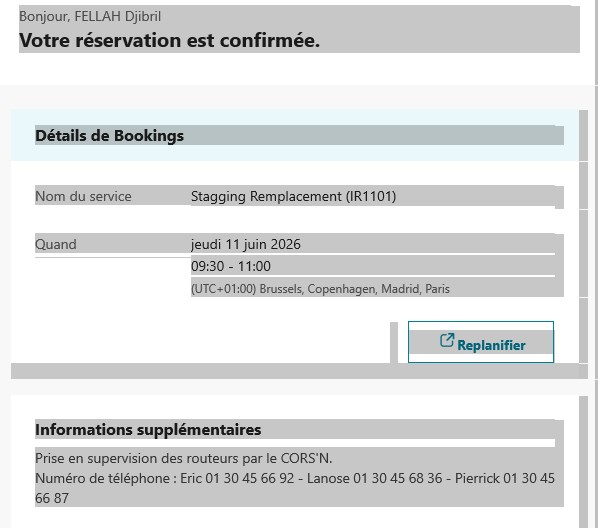 Bonjour, FELLAH Djibril
Votre réservation est confirmée.
Détails de Bookings
Nom du service Stagging Remplacement (IR1101)
Quand jeudi 11 juin 2026
09:30 - 11:00
(UTC+01:00) Brussels, Copenhagen, Madrid, Paris
Replanifier
Informations supplémentaires
Prise en supervision des routeurs par le CORS'N.
Numéro de téléphone : Eric 01 30 45 66 92 - Lanose 01 30 45 68 36 - Pierrick 01 30 45
66 87